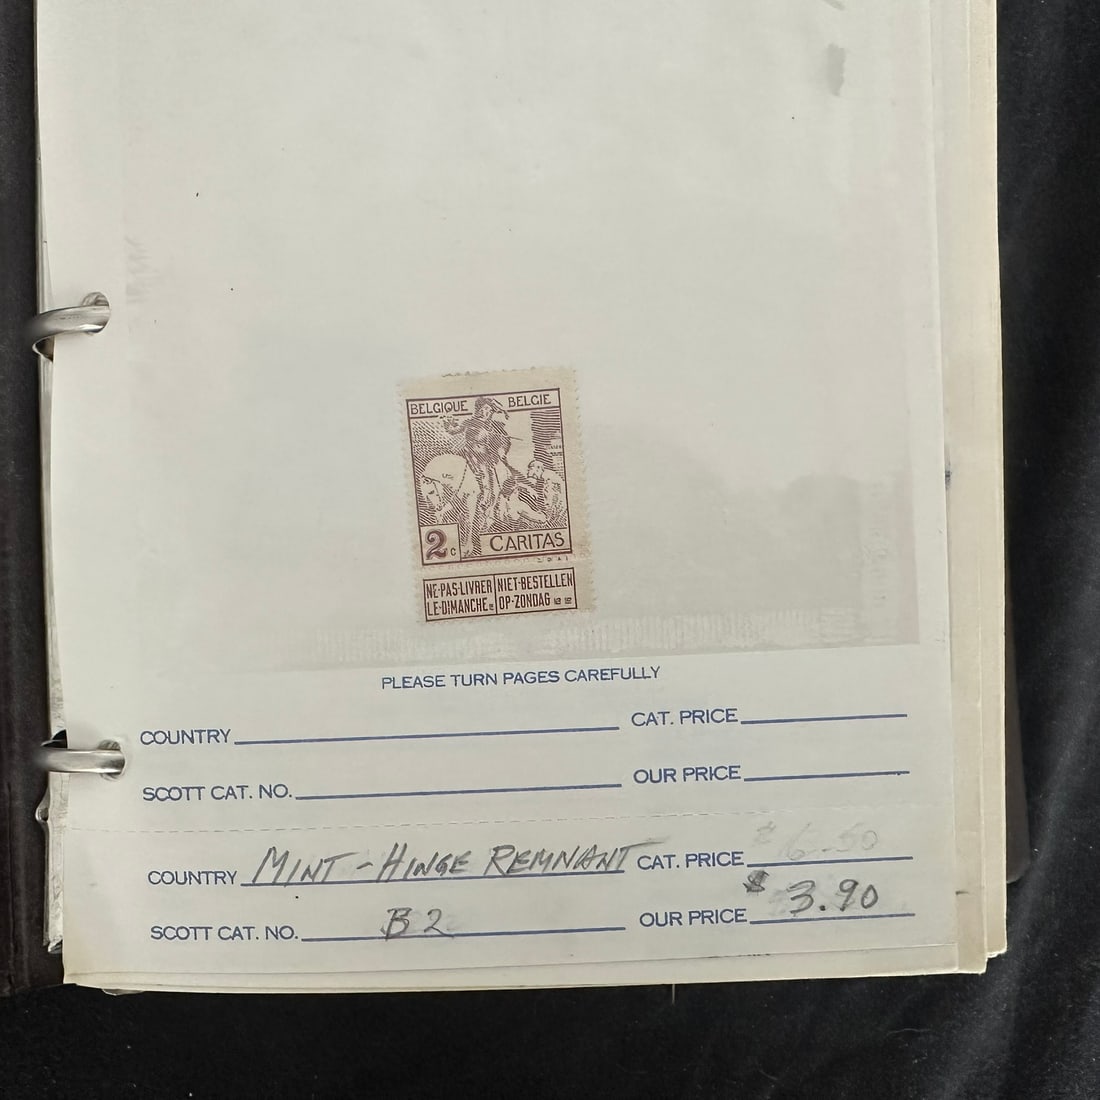 BELGIQUE BELGIE
2 c CARITAS
NE·PAS·LIVRER NIET·BESTELLEN
LE·DIMANCHE OP·ZONDAG
PLEASE TURN PAGES CAREFULLY
COUNTRY CAT. PRICE
SCOTT CAT. NO. OUR PRICE
COUNTRY MINT - HINGE REMNANT CAT. PRICE $6.50
SCOTT CAT. NO. B2 OUR PRICE $3.90